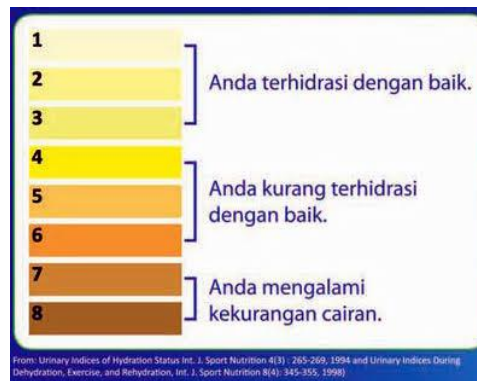 1
2
Anda terhidrasi dengan baik.
3
4
5
Anda kurang terhidrasi
dengan baik.
6
7
Anda mengalami
kekurangan cairan.
8
From: Urinary Indices of Hydration Status Int. J. Sport Nutrition 4(3) : 265-269, 1994 and Urinary Indices During
Dehydration, Exercise, and Rehydration, Int. J. Sport Nutrition 8(4): 345-355, 1998)